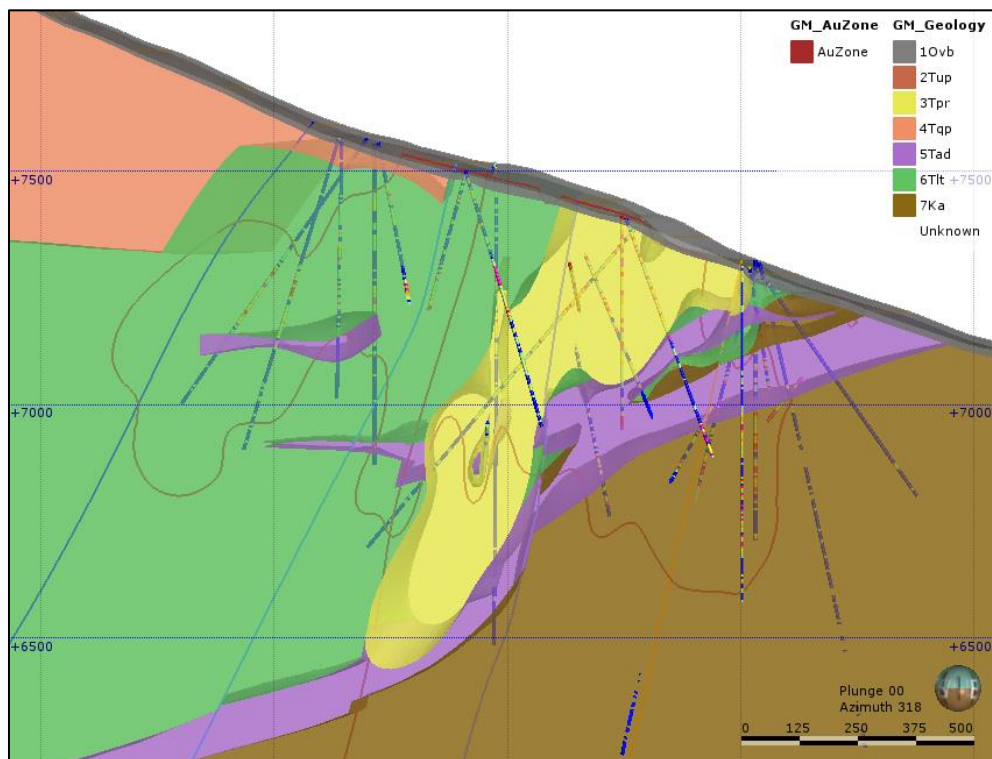 GM_AuZone
AuZone
GM_Geology
1Ovb
2Tup
3Tpr
4Tqp
5Tad
6Tlt
7Ka
Unknown
+7500
+7500
+7000
+7000
+6500
+6500
Plunge 00
Azimuth 318
0 125 250 375 500